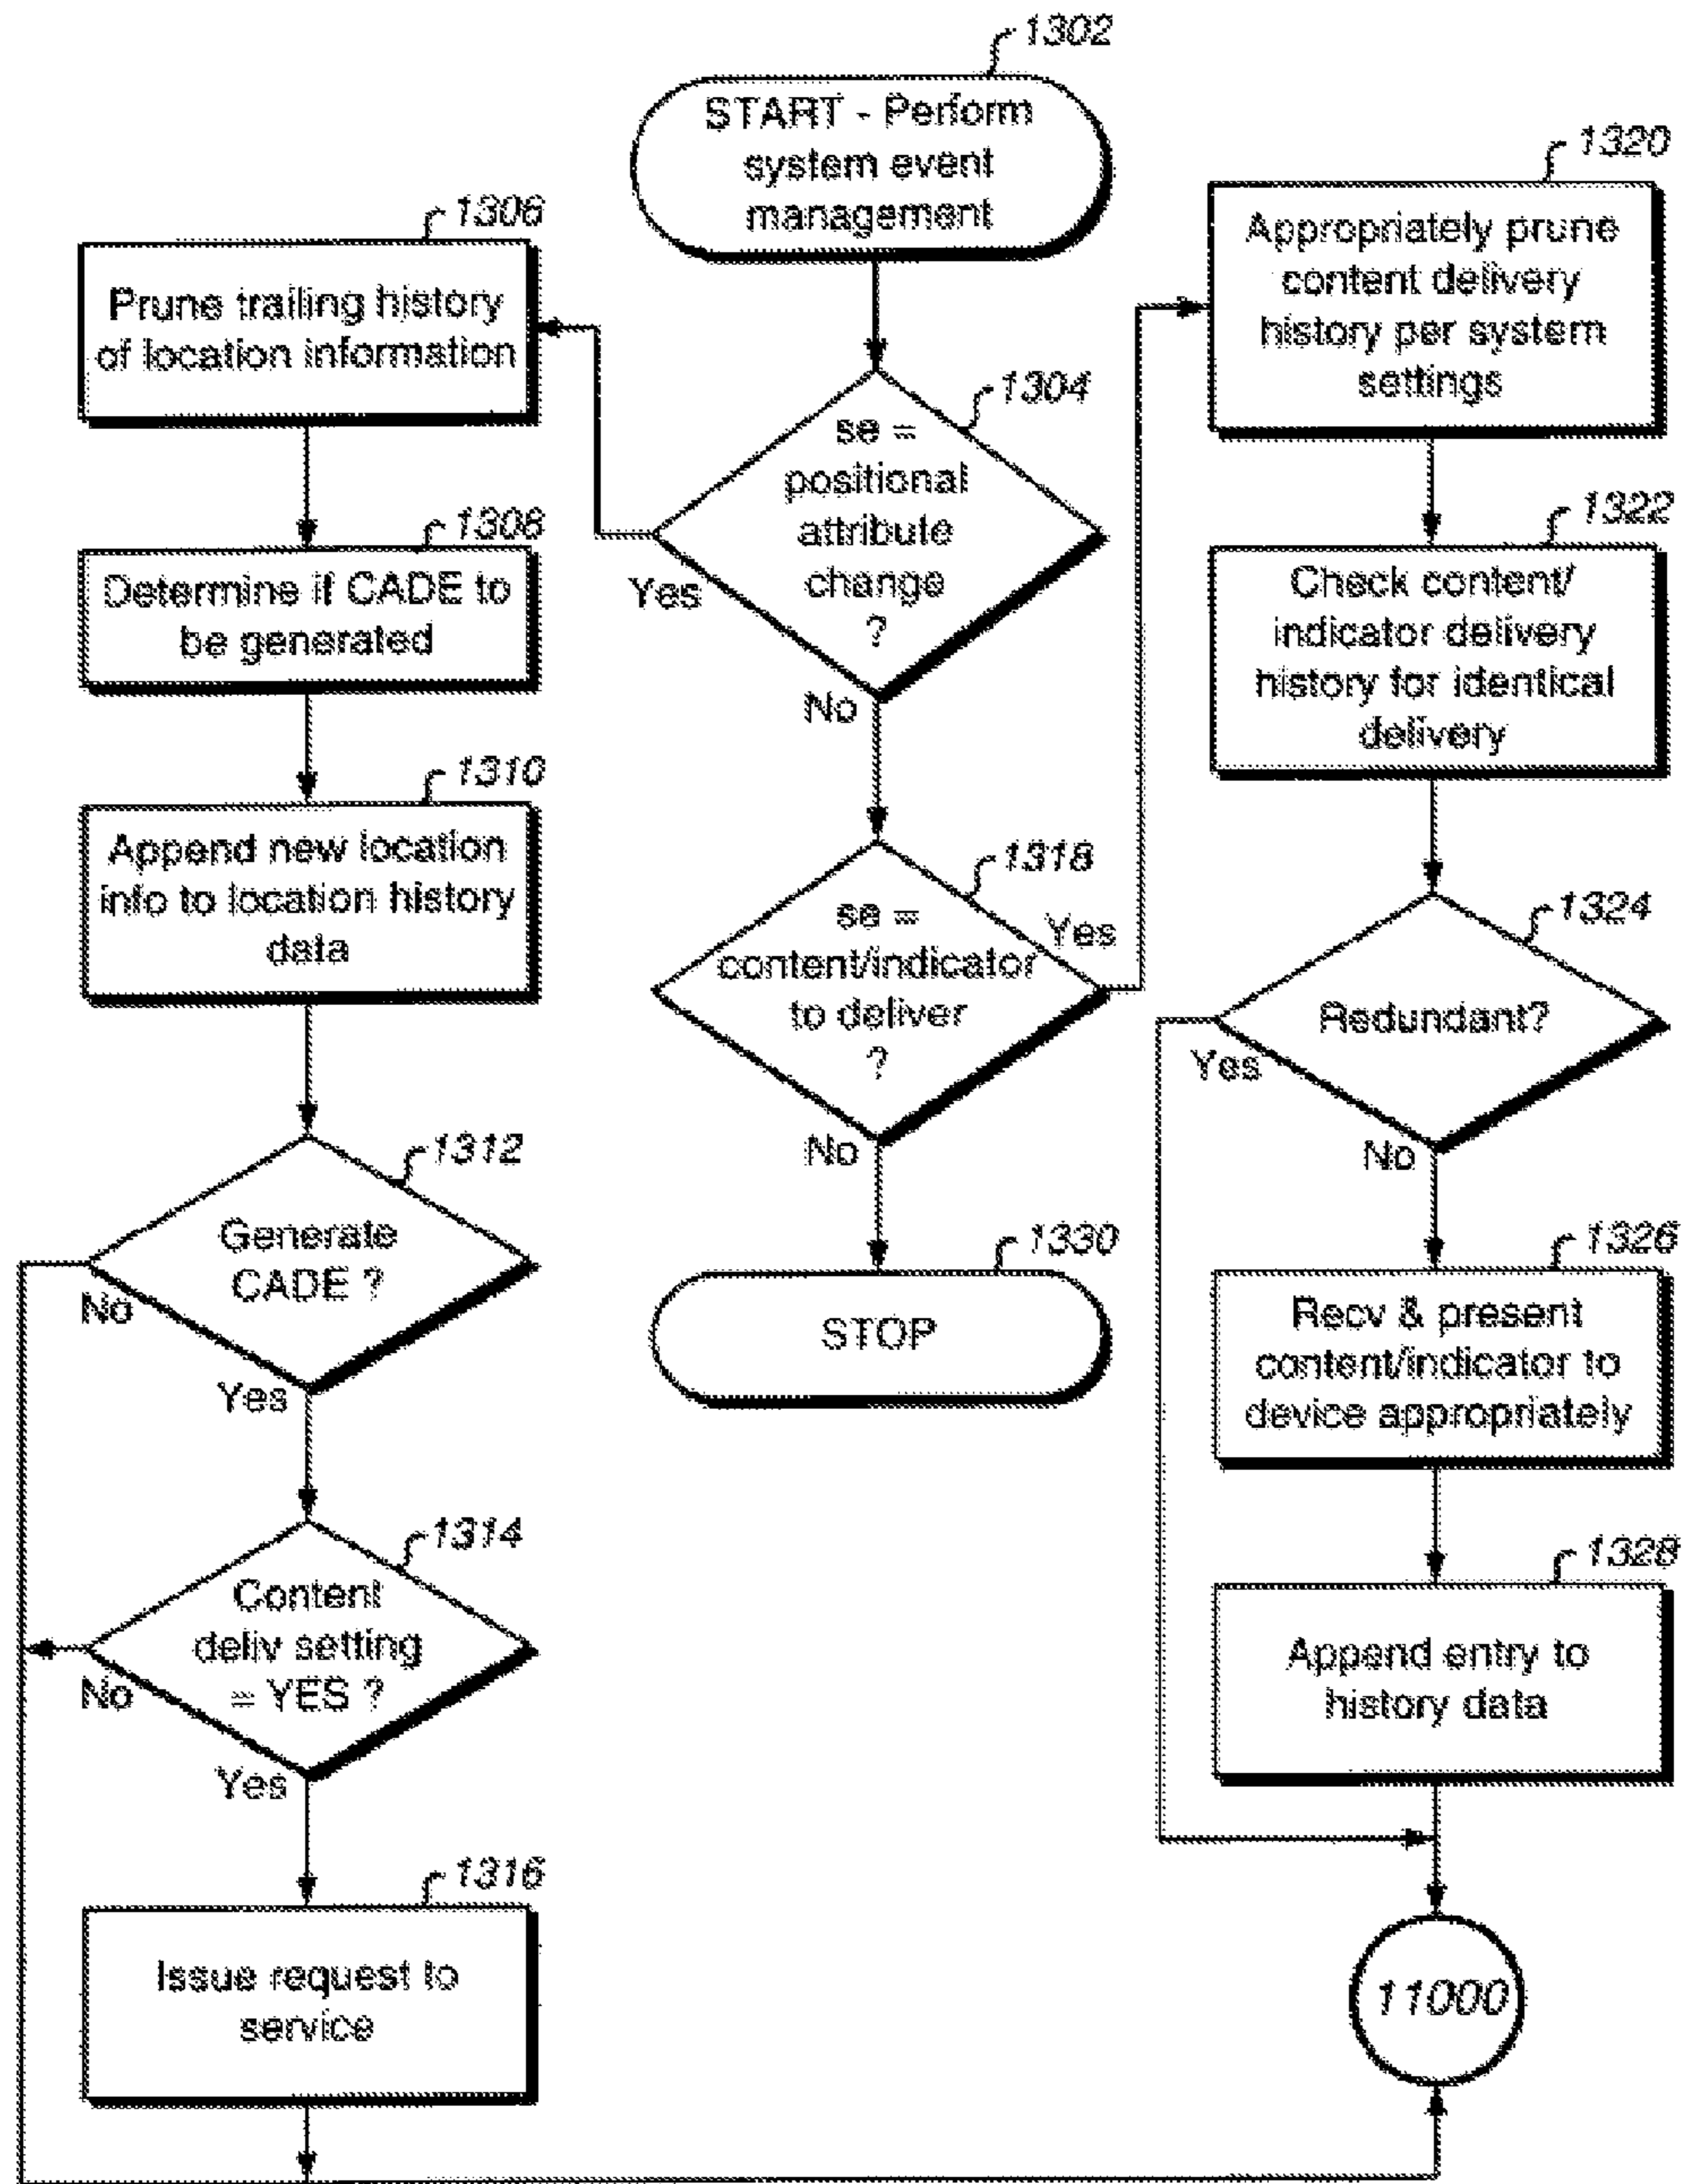 1302
START - Perform
system event
management
1306
Prune trailing history
of location information
1308
Determine if CADE to
be generated
1310
Append new location
info to location history
data
1312
Generate
CADE ?
No
Yes
1314
Content
deliv setting
= YES ?
No
Yes
1316
Issue request to
service
1304
se =
positional
attribute
change
?
Yes
No
1318
se =
content/indicator
to deliver
?
Yes
No
1330
STOP
1320
Appropriately prune
content delivery
history per system
settings
1322
Check content/
indicator delivery
history for identical
delivery
1324
Redundant?
Yes
No
1326
Recv & present
content/indicator to
device appropriately
1328
Append entry to
history data
11000